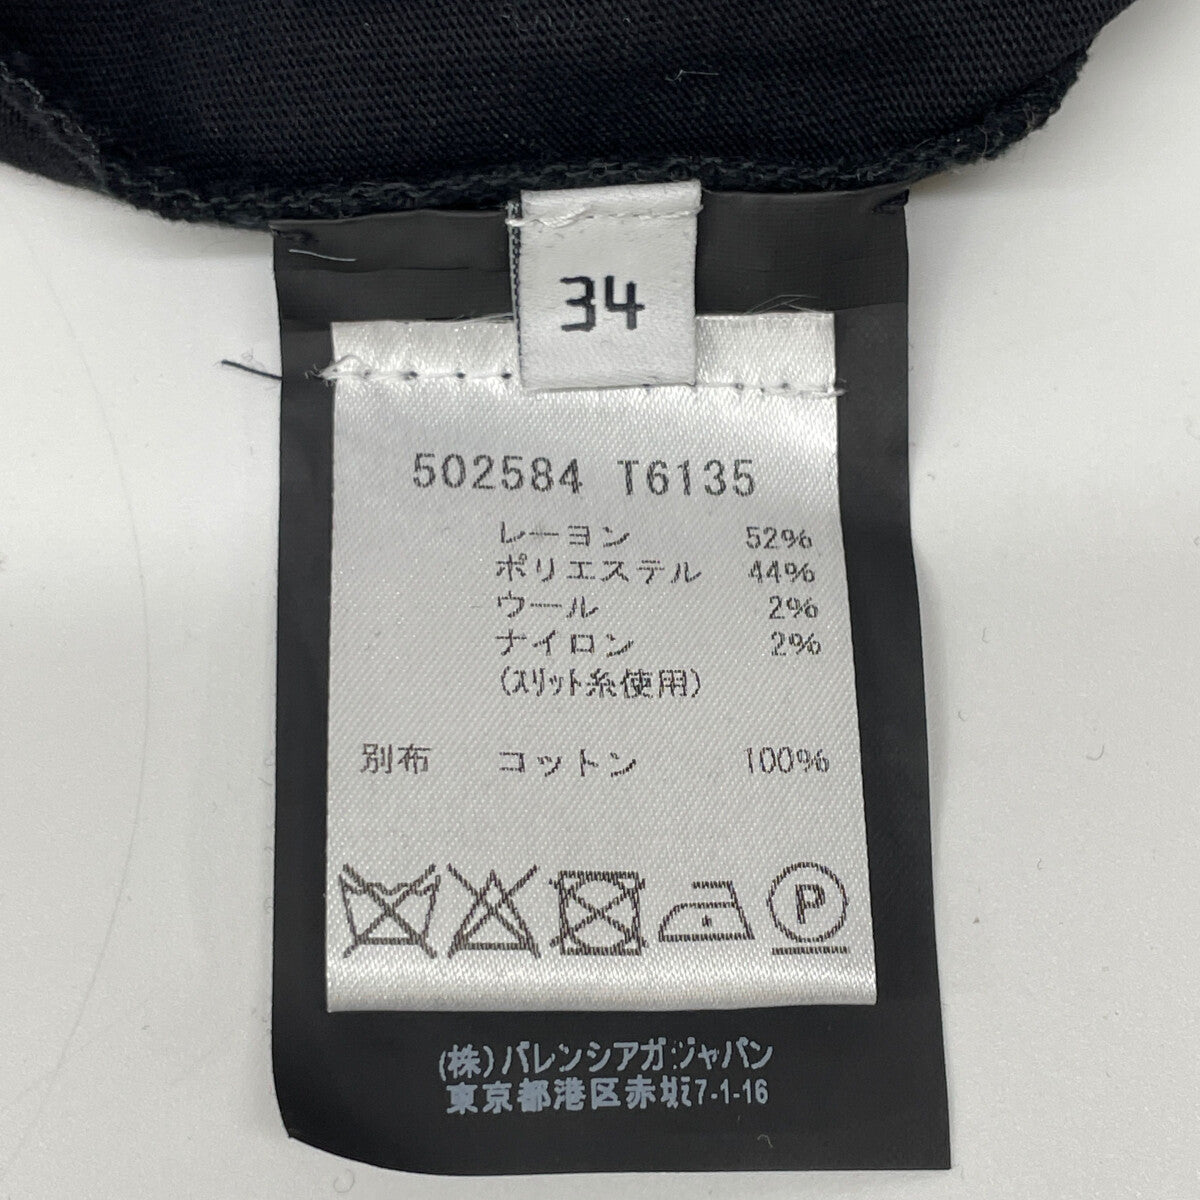 34
502584 T6135
レーヨン 52%
ポリエステル 44%
ウール 2%
ナイロン 2%
(スリット糸使用)
別布 コットン 100%
P
(株)バレンシアガジャパン
東京都港区赤坂7-1-16